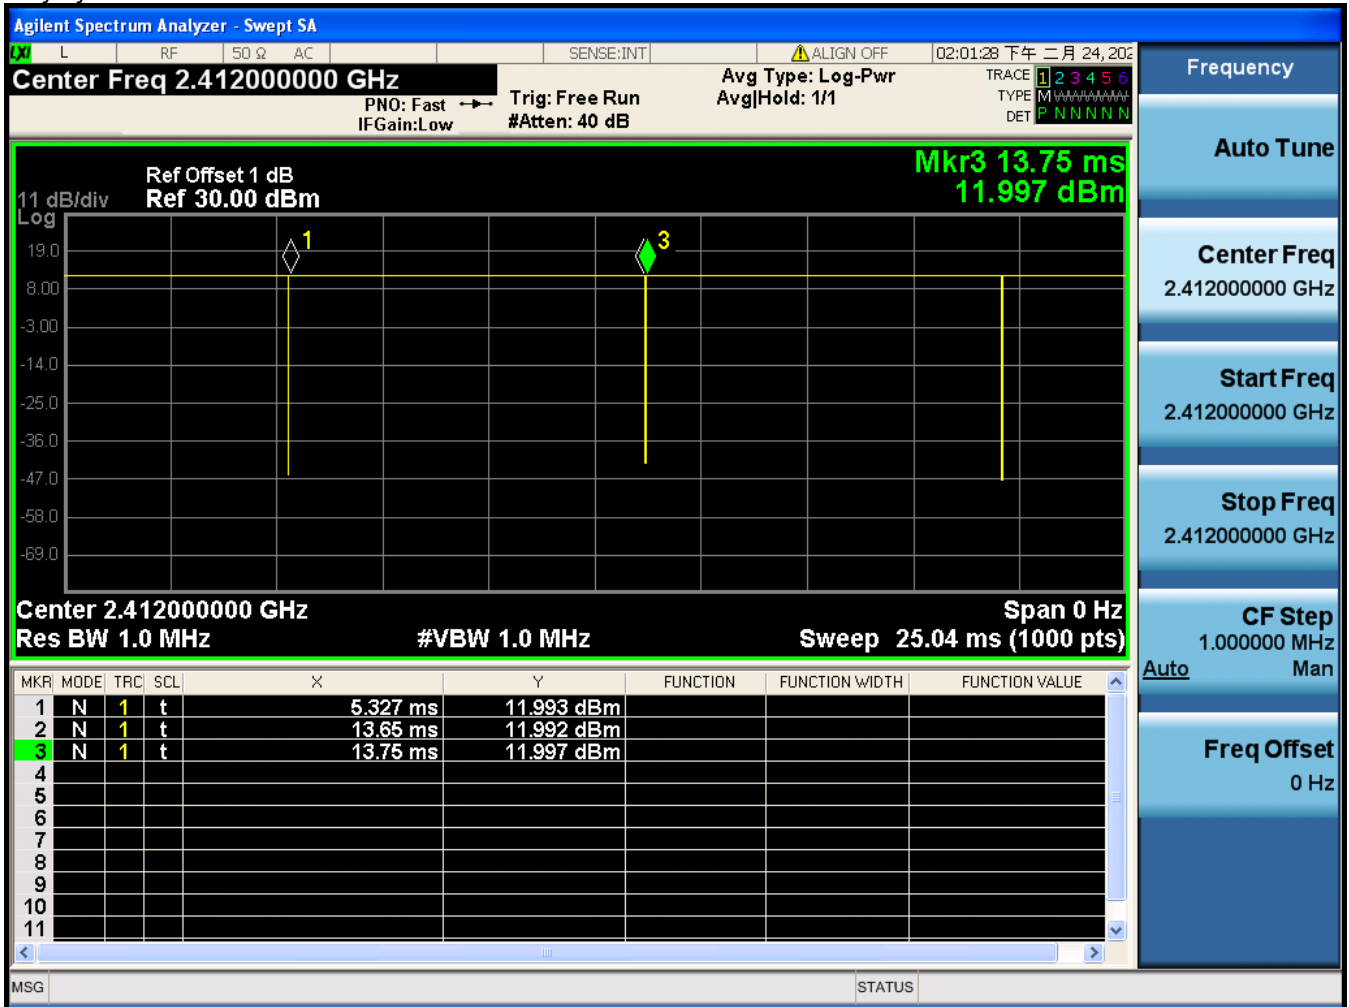 Agilent Spectrum Analyzer - Swept SA
LXI L RF 50 Ω AC SENSE:INT ALIGN OFF 02:01:28 下午 二月 24, 202
Center Freq 2.412000000 GHz
PNO: Fast
IFGain:Low
Trig: Free Run
#Atten: 40 dB
Avg Type: Log-Pwr
Avg|Hold: 1/1
TRACE 1 2 3 4 5 6
TYPE M
DET P N N N N N
Mkr3 13.75 ms
11.997 dBm
Ref Offset 1 dB
11 dB/div Ref 30.00 dBm
Log
1
3
19.0
8.00
-3.00
-14.0
-25.0
-36.0
-47.0
-58.0
-69.0
Center 2.412000000 GHz Span 0 Hz
Res BW 1.0 MHz #VBW 1.0 MHz Sweep 25.04 ms (1000 pts)
MKR MODE TRC SCL X Y FUNCTION FUNCTION WIDTH FUNCTION VALUE
1 N 1 t 5.327 ms 11.993 dBm
2 N 1 t 13.65 ms 11.992 dBm
3 N 1 t 13.75 ms 11.997 dBm
4
5
6
7
8
9
10
11
MSG STATUS
Frequency
Auto Tune
Center Freq
2.412000000 GHz
Start Freq
2.412000000 GHz
Stop Freq
2.412000000 GHz
CF Step
1.000000 MHz
Auto Man
Freq Offset
0 Hz